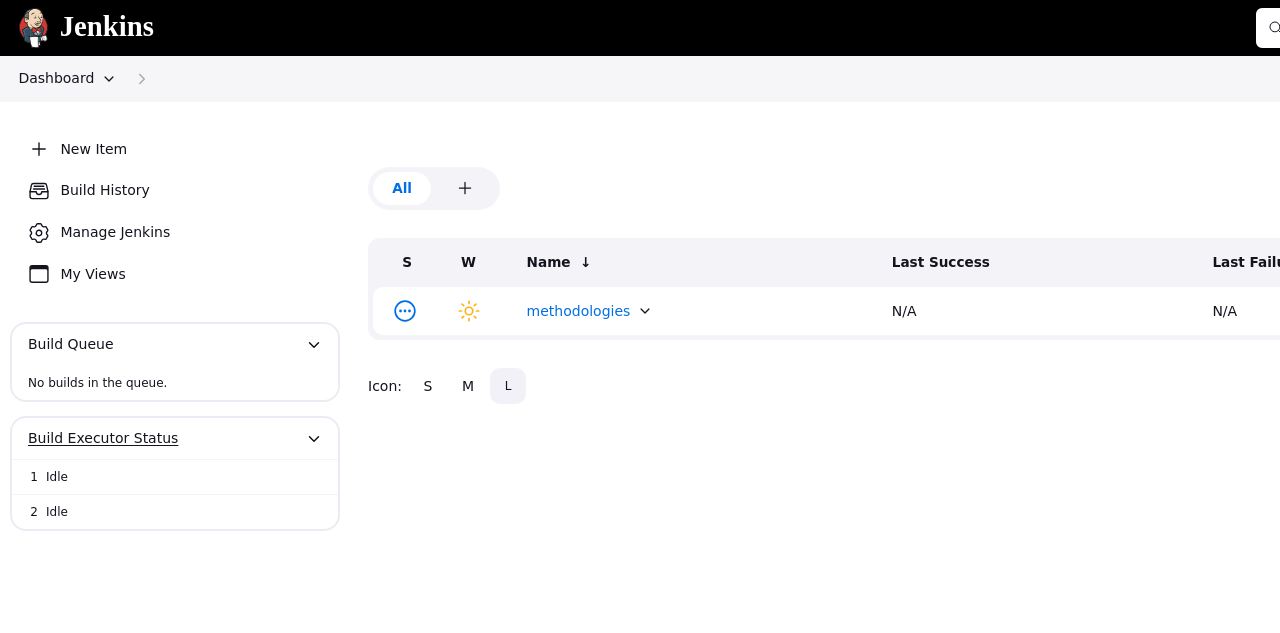 Jenkins
Dashboard
New Item
Build History
Manage Jenkins
My Views
Build Queue
No builds in the queue.
Build Executor Status
1 Idle
2 Idle
All
S W Name ↓ Last Success Last Failu
methodologies N/A N/A
Icon: S M L